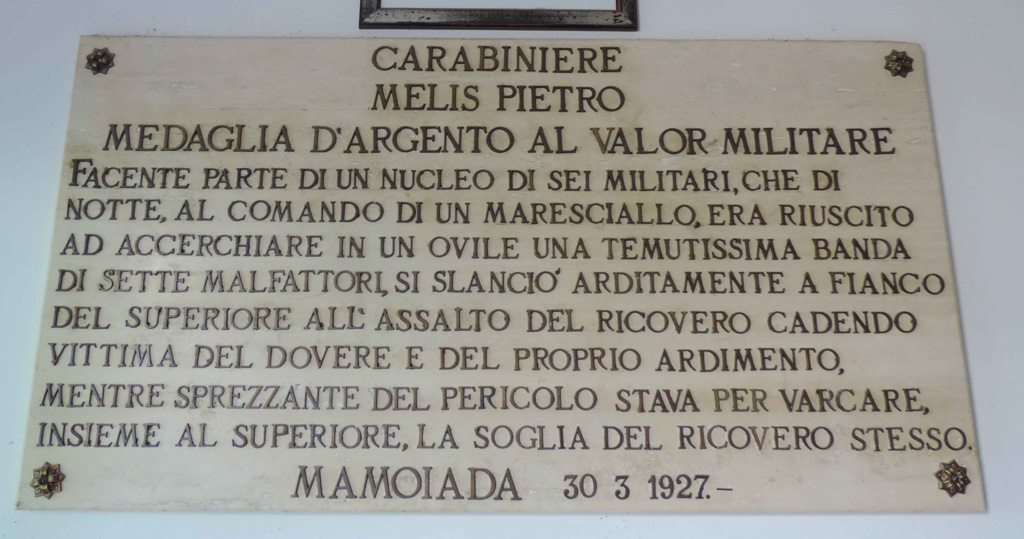 CARABINIERE
MELIS PIETRO
MEDAGLIA D'ARGENTO AL VALOR MILITARE
FACENTE PARTE DI UN NUCLEO DI SEI MILITARI, CHE DI
NOTTE, AL COMANDO DI UN MARESCIALLO, ERA RIUSCITO
AD ACCERCHIARE IN UN OVILE UNA TEMUTISSIMA BANDA
DI SETTE MALFATTORI, SI SLANCIO' ARDITAMENTE A FIANCO
DEL SUPERIORE ALL'ASSALTO DEL RICOVERO CADENDO
VITTIMA DEL DOVERE E DEL PROPRIO ARDIMENTO,
MENTRE SPREZZANTE DEL PERICOLO STAVA PER VARCARE,
INSIEME AL SUPERIORE, LA SOGLIA DEL RICOVERO STESSO.
MAMOIADA 30 3 1927.-